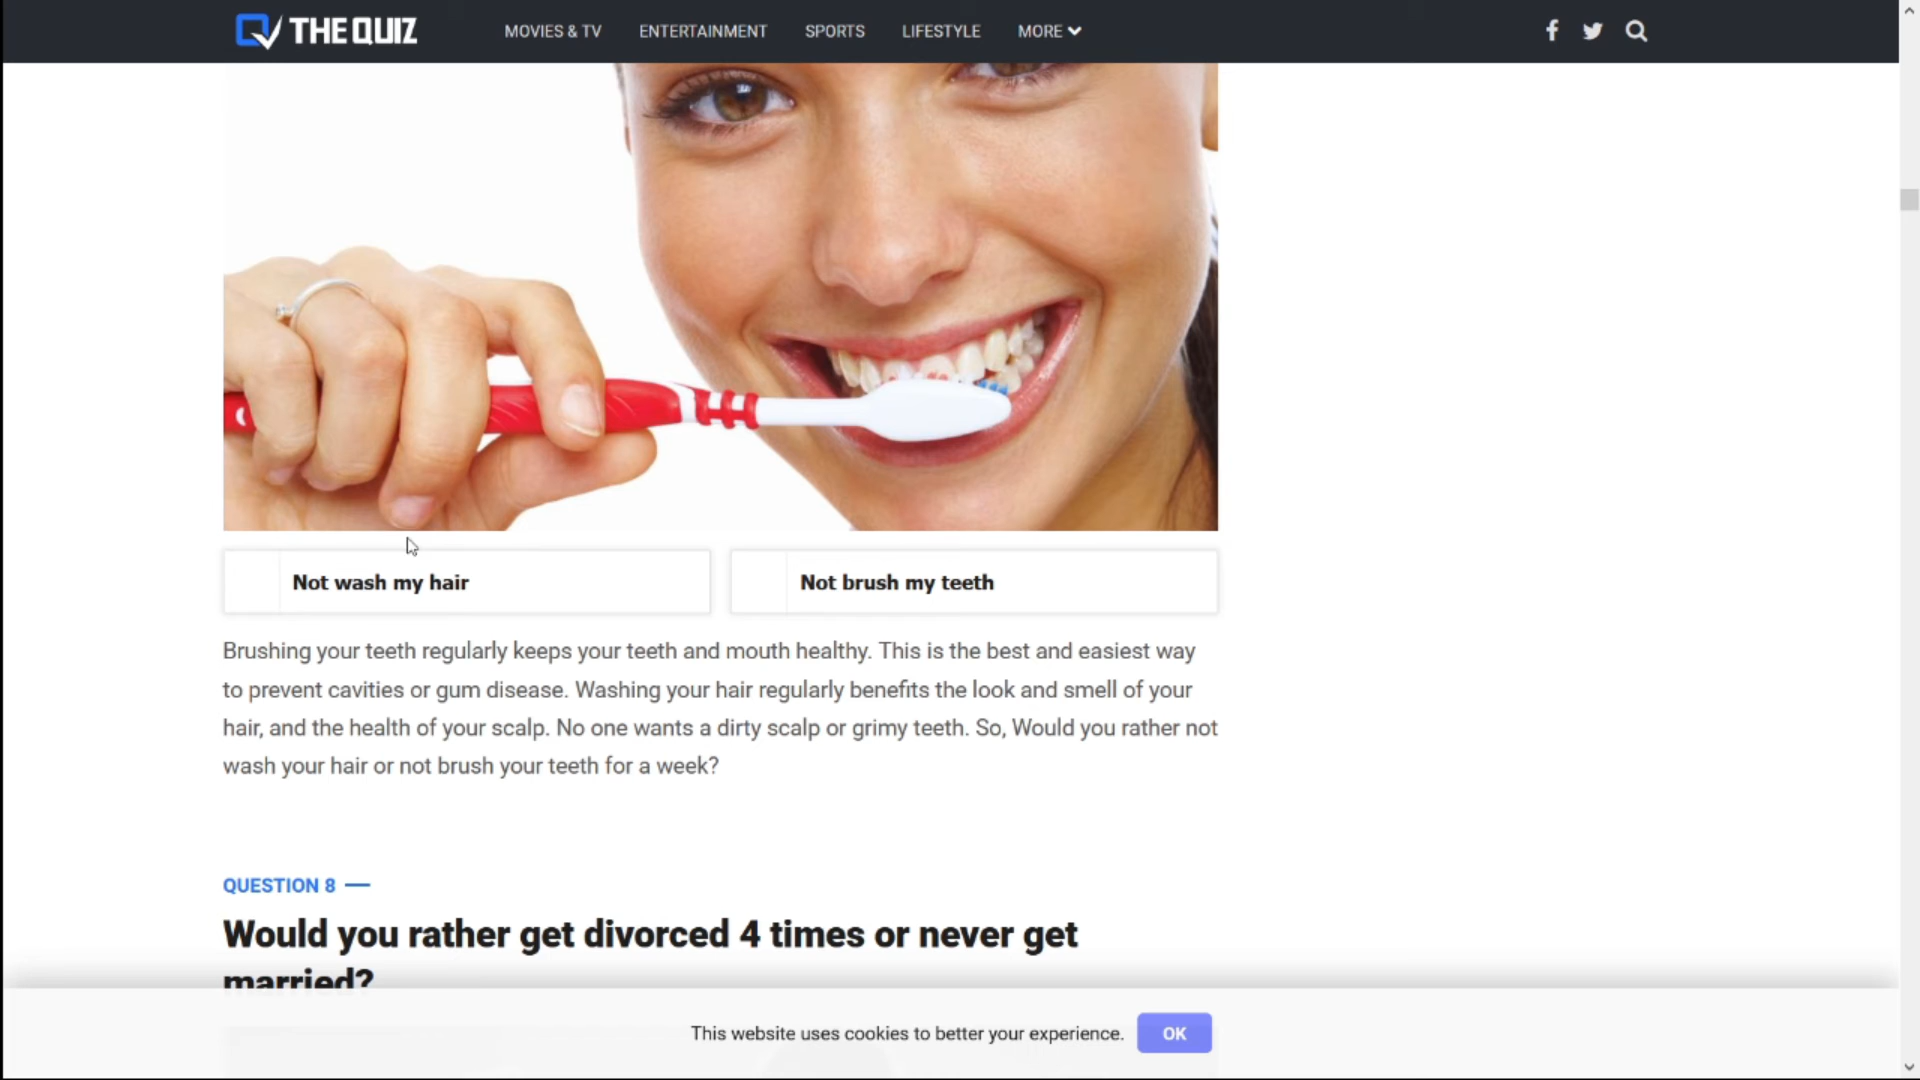 THE QUIZ MOVIES & TV ENTERTAINMENT SPORTS LIFESTYLE MORE
Not wash my hair
Not brush my teeth
Brushing your teeth regularly keeps your teeth and mouth healthy. This is the best and easiest way
to prevent cavities or gum disease. Washing your hair regularly benefits the look and smell of your
hair, and the health of your scalp. No one wants a dirty scalp or grimy teeth. So, Would you rather not
wash your hair or not brush your teeth for a week?
QUESTION 8
Would you rather get divorced 4 times or never get
married?
This website uses cookies to better your experience. OK